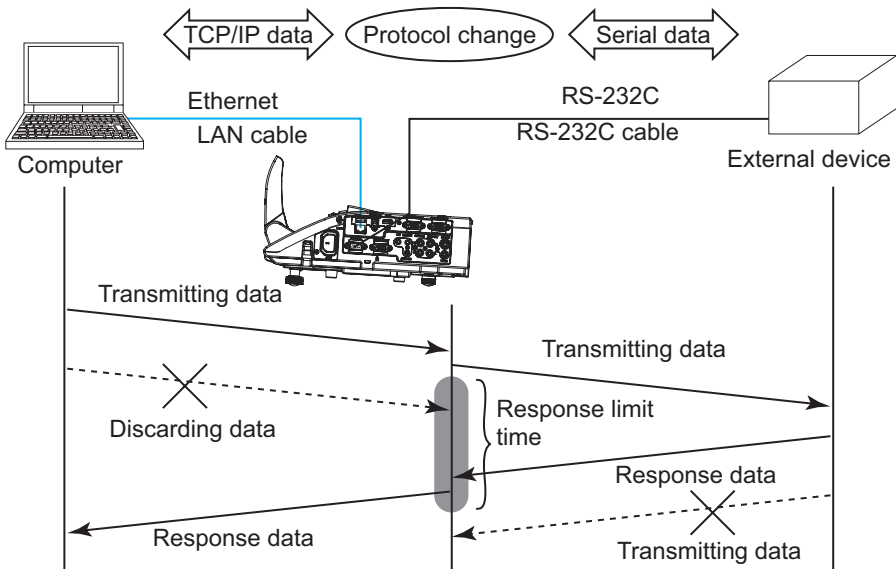 TCP/IP data
Protocol change
Serial data
Ethernet
LAN cable
RS-232C
RS-232C cable
Computer
External device
Transmitting data
Transmitting data
Discarding data
Response limit
time
Response data
Response data
Transmitting data